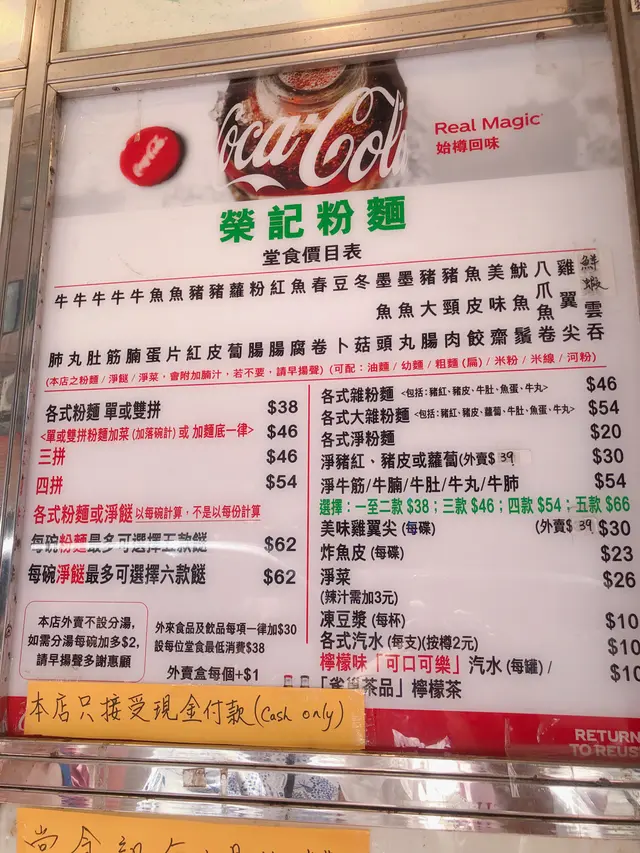 Coca-Cola
Coca-Cola
Real Magic
始樽回味
榮記粉麵
堂食價目表
牛肺
牛丸
牛肚
牛筋
牛腩
魚蛋
魚片
豬紅
豬皮
蘿蔔
粉腸
紅腸
魚腐
春卷
豆卜
冬菇
墨魚頭
墨魚丸
豬大腸
豬頸肉
魚皮餃
美味齋
魷魚鬚
八爪魚卷
雞翼尖
鮮蝦雲吞
(本店之粉麵 / 淨餸 / 淨菜,會附加腩汁,若不要,請早揚聲) (可配:油麵 / 幼麵 / 粗麵 (扁) / 米粉 / 米線 / 河粉)
各式粉麵 單或雙拼 $38
<單或雙拼粉麵加菜 (加落碗計) 或 加麵底一律> $46
三拼 $46
四拼 $54
各式粉麵或淨餸 以每碗計算,不是以每份計算
每碗粉麵最多可選擇五款餸 $62
每碗淨餸最多可選擇六款餸 $62
本店外賣不設分湯,
如需分湯每碗加多$2,
請早揚聲多謝惠顧
外來食品及飲品每項一律加$30
設每位堂食最低消費$38
外賣盒每個+$1
各式雜粉麵 <包括:豬紅、豬皮、牛肚、魚蛋、牛丸> $46
各式大雜粉麵 <包括:豬紅、豬皮、蘿蔔、牛肚、魚蛋、牛丸> $54
各式淨粉麵 $20
淨豬紅、豬皮或蘿蔔(外賣$ 39 $30
淨牛筋/牛腩/牛肚/牛丸/牛肺 $54
選擇:一至二款 $38;三款 $46;四款 $54;五款 $66
美味雞翼尖 (每碟) (外賣$ 39 $30
炸魚皮 (每碟) $23
淨菜 $26
(辣汁需加3元)
凍豆漿 (每杯) $10
各式汽水 (每支)(按樽2元) $10
檸檬味「可口可樂」汽水 (每罐) / $10
「雀巢茶品」檸檬茶
本店只接受現金付款(Cash only)
RETURN
TO REUS